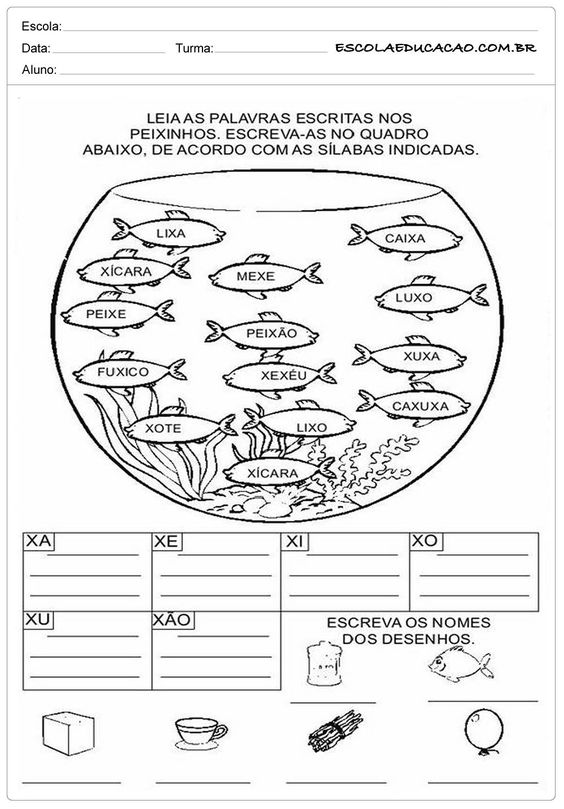 Escola:
Data: Turma: ESCOLAEDUCACAO.COM.BR
Aluno:
LEIA AS PALAVRAS ESCRITAS NOS
PEIXINHOS. ESCREVA-AS NO QUADRO
ABAIXO, DE ACORDO COM AS SÍLABAS INDICADAS.
LIXA
CAIXA
XÍCARA
MEXE
LUXO
PEIXE
PEIXÃO
XUXA
FUXICO
XEXÉU
CAXUXA
XOTE
LIXO
XÍCARA
XA XE XI XO
XU XÃO
ESCREVA OS NOMES
DOS DESENHOS.